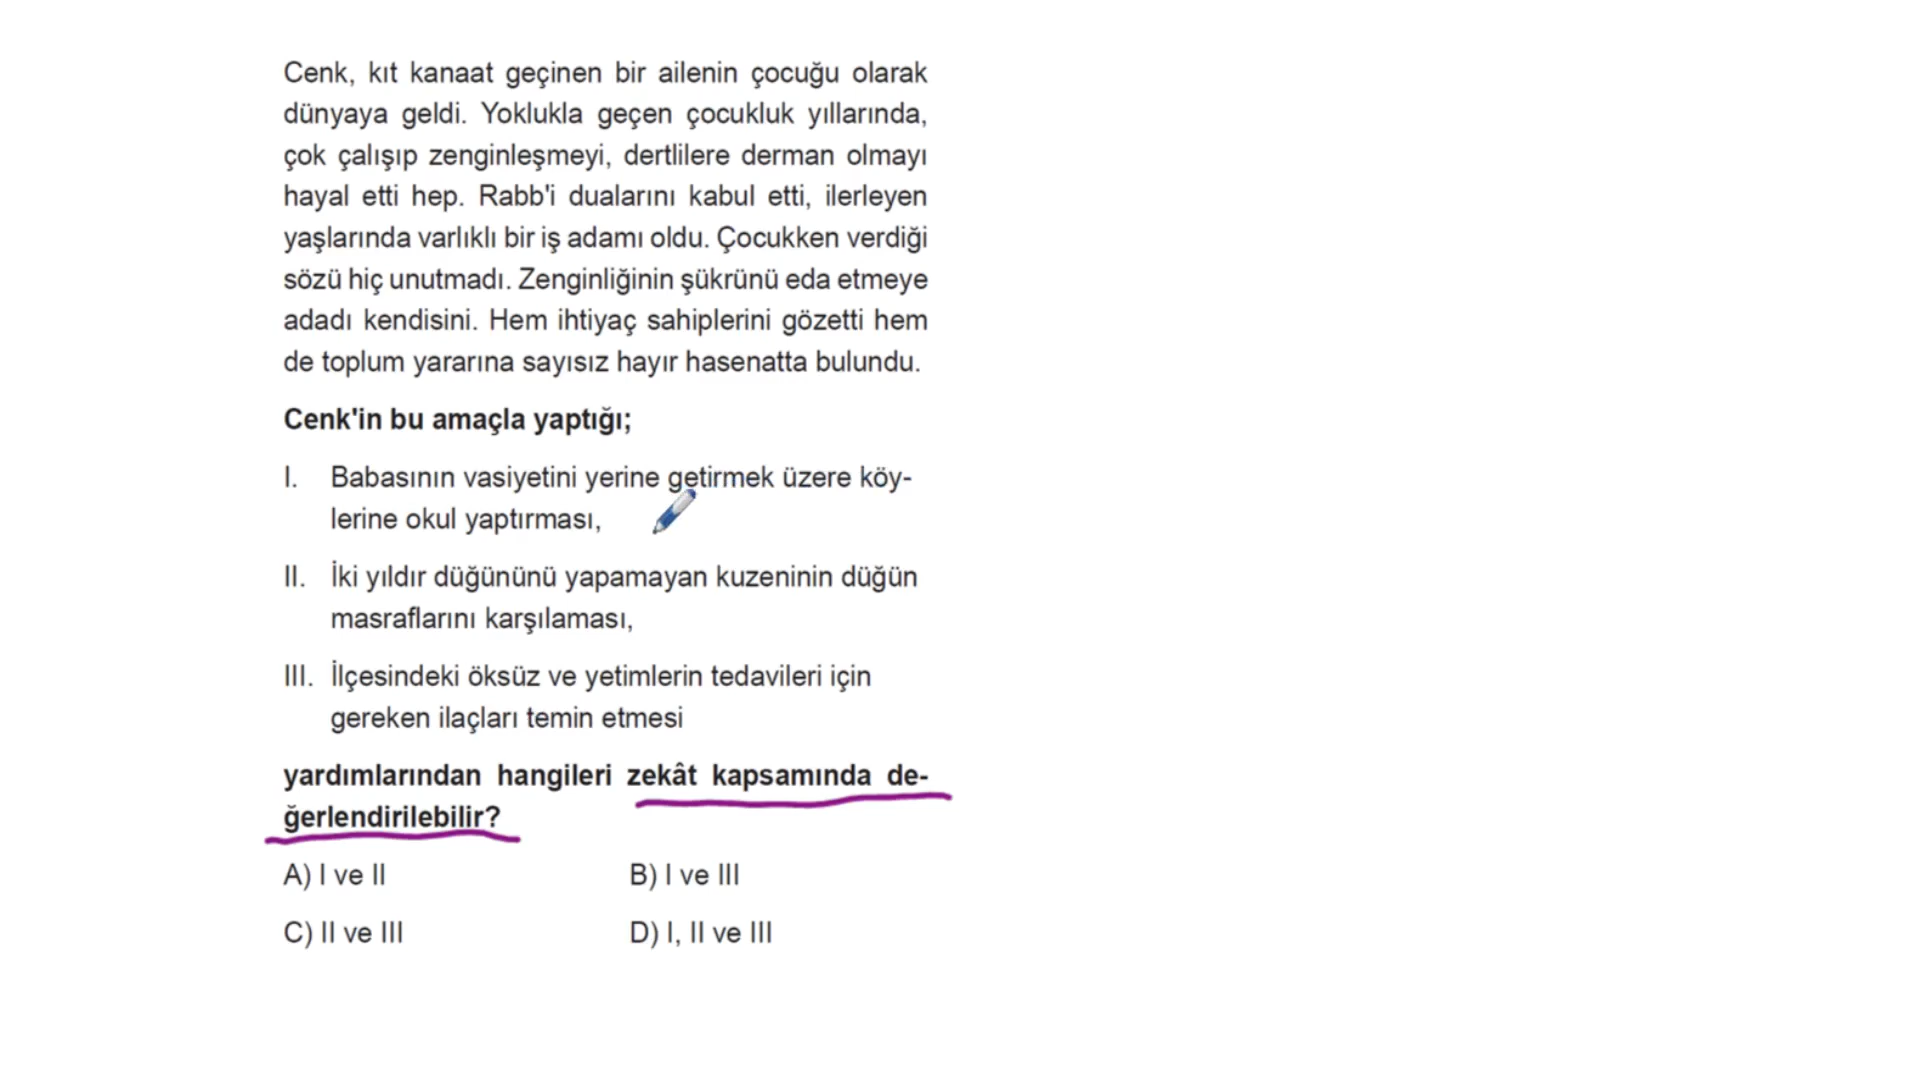 Cenk, kıt kanaat geçinen bir ailenin çocuğu olarak
dünyaya geldi. Yoklukla geçen çocukluk yıllarında,
çok çalışıp zenginleşmeyi, dertlilere derman olmayı
hayal etti hep. Rabb'i dualarını kabul etti, ilerleyen
yaşlarında varlıklı bir iş adamı oldu. Çocukken verdiği
sözü hiç unutmadı. Zenginliğinin şükrünü eda etmeye
adadı kendisini. Hem ihtiyaç sahiplerini gözetti hem
de toplum yararına sayısız hayır hasenatta bulundu.
Cenk'in bu amaçla yaptığı;
I. Babasının vasiyetini yerine getirmek üzere köy-
lerine okul yaptırması,
II. İki yıldır düğününü yapamayan kuzeninin düğün
masraflarını karşılaması,
III. İlçesindeki öksüz ve yetimlerin tedavileri için
gereken ilaçları temin etmesi
yardımlarından hangileri zekât kapsamında de-
ğerlendirilebilir?
A) I ve II B) I ve III
C) II ve III D) I, II ve III